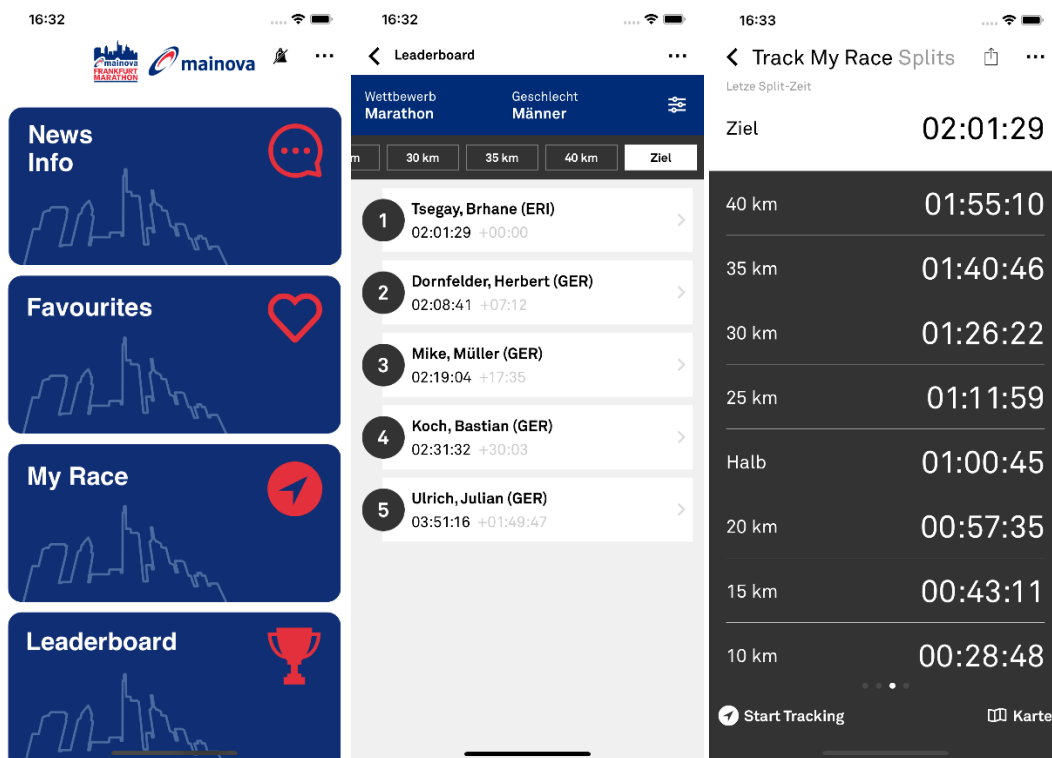 16:32
mainova
FRANKFURT
MARATHON
mainova
News
Info
Favourites
My Race
Leaderboard
16:32
Leaderboard
Wettbewerb
Marathon
Geschlecht
Männer
m
30 km
35 km
40 km
Ziel
1
Tsegay, Brhane (ERI)
02:01:29 +00:00
2
Dornfelder, Herbert (GER)
02:08:41 +07:12
3
Mike, Müller (GER)
02:19:04 +17:35
4
Koch, Bastian (GER)
02:31:32 +30:03
5
Ulrich, Julian (GER)
03:51:16 +01:49:47
16:33
Track My Race Splits
Letze Split-Zeit
Ziel 02:01:29
40 km 01:55:10
35 km 01:40:46
30 km 01:26:22
25 km 01:11:59
Halb 01:00:45
20 km 00:57:35
15 km 00:43:11
10 km 00:28:48
Start Tracking
Karte